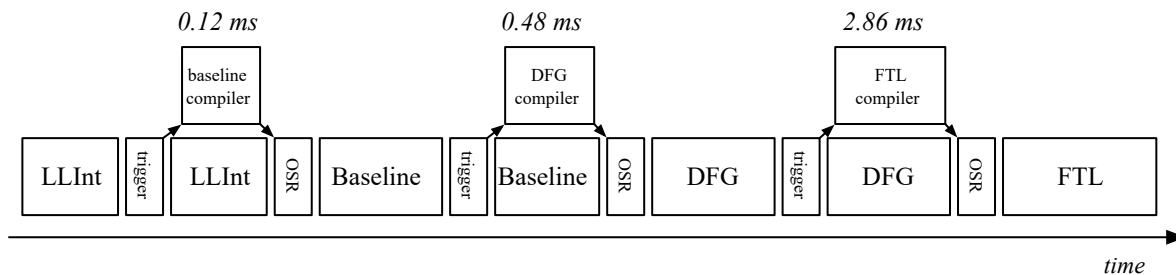 0.12 ms
0.48 ms
2.86 ms
baseline
compiler
DFG
compiler
FTL
compiler
LLInt
trigger
LLInt
OSR
Baseline
trigger
Baseline
OSR
DFG
trigger
DFG
OSR
FTL
time